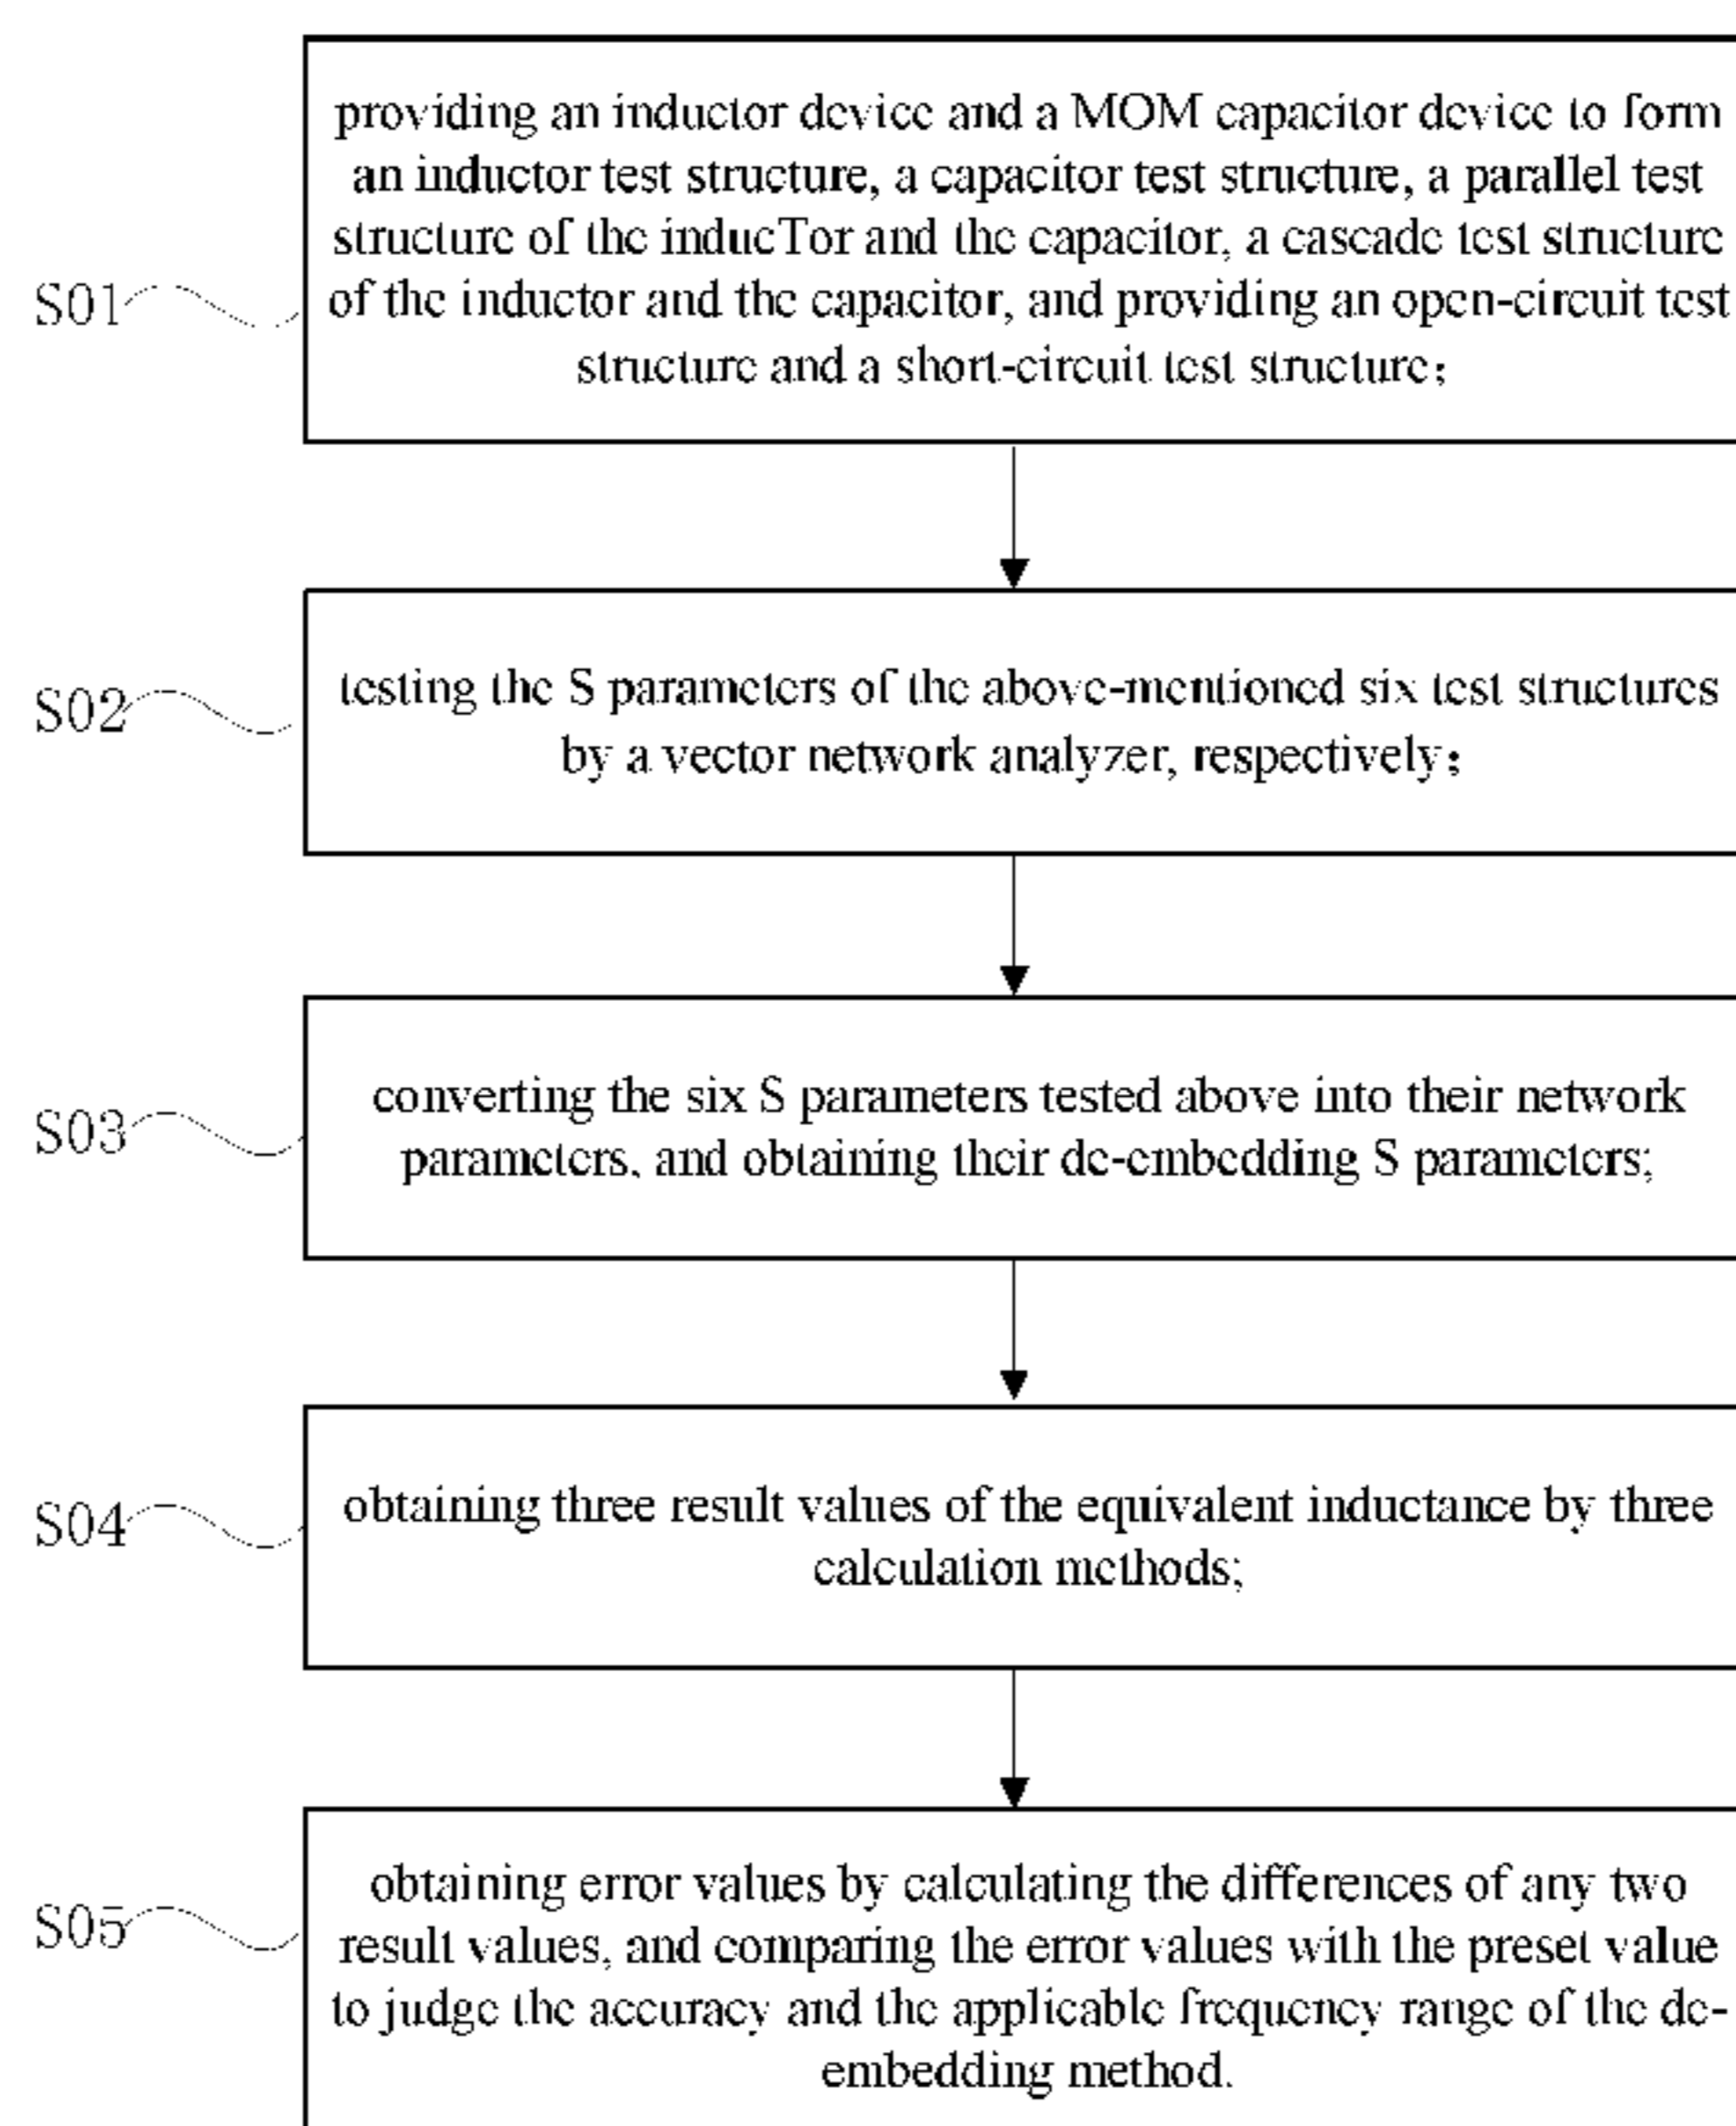 providing an inductor device and a MOM capacitor device to form
an inductor test structure, a capacitor test structure, a parallel test
structure of the inducTor and the capacitor, a cascade test structure
S01
of the inductor and the capacitor, and providing an open-circuit test
structure and a short-circuit test structure;
testing the S parameters of the above-mentioned six test structures
S02
by a vector network analyzer, respectively;
converting the six S parameters tested above into their network
S03
parameters, and obtaining their de-embedding S parameters;
obtaining three result values of the equivalent inductance by three
S04
calculation methods;
obtaining error values by calculating the differences of any two
S05
result values, and comparing the error values with the preset value
to judge the accuracy and the applicable frequency range of the de-
embedding method.